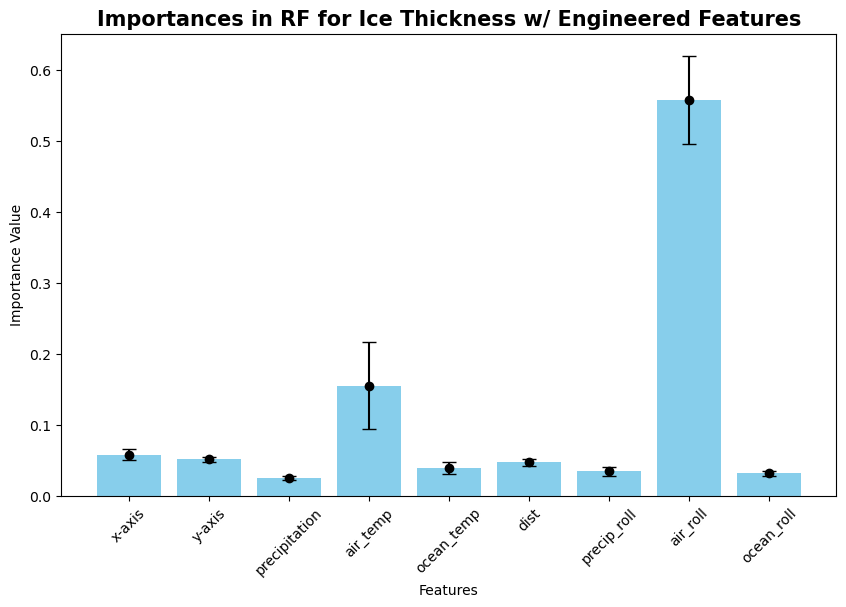 Importances in RF for Ice Thickness w/ Engineered Features
Importance Value
0.6
0.5
0.4
0.3
0.2
0.1
0.0
x-axis
y-axis
precipitation
air_temp
ocean_temp
dist
precip_roll
air_roll
ocean_roll
Features